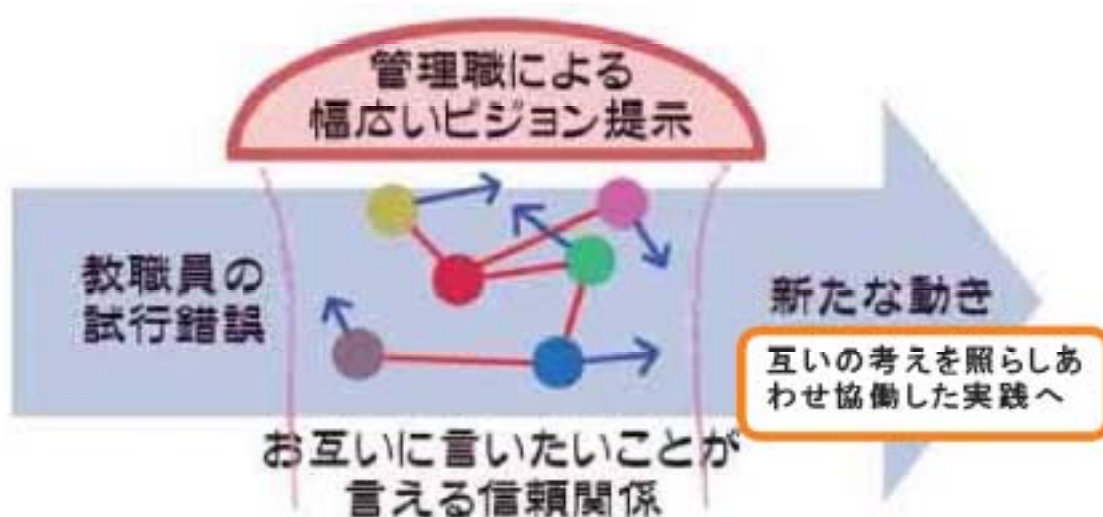 管理職による
幅広いビジョン提示
教職員の
試行錯誤
新たな動き
互いの考えを照らしあ
わせ協働した実践へ
お互いに言いたいことが
言える信頼関係